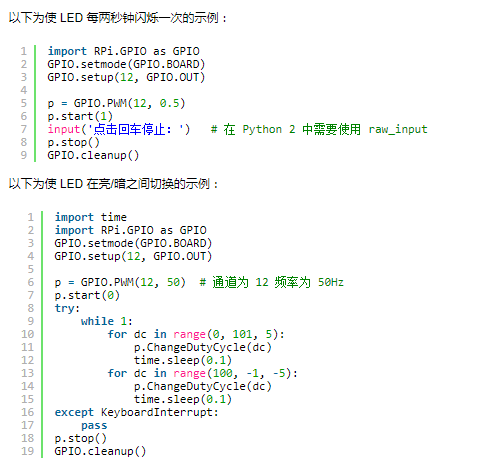 以下为使 LED 每两秒钟闪烁一次的示例：
1 import RPi.GPIO as GPIO
2 GPIO.setmode(GPIO.BOARD)
3 GPIO.setup(12, GPIO.OUT)
4
5 p = GPIO.PWM(12, 0.5)
6 p.start(1)
7 input('点击回车停止：')   # 在 Python 2 中需要使用 raw_input
8 p.stop()
9 GPIO.cleanup()
以下为使 LED 在亮/暗之间切换的示例：
1 import time
2 import RPi.GPIO as GPIO
3 GPIO.setmode(GPIO.BOARD)
4 GPIO.setup(12, GPIO.OUT)
5
6 p = GPIO.PWM(12, 50)  # 通道为 12 频率为 50Hz
7 p.start(0)
8 try:
9     while 1:
10         for dc in range(0, 101, 5):
11             p.ChangeDutyCycle(dc)
12             time.sleep(0.1)
13         for dc in range(100, -1, -5):
14             p.ChangeDutyCycle(dc)
15             time.sleep(0.1)
16 except KeyboardInterrupt:
17     pass
18 p.stop()
19 GPIO.cleanup()